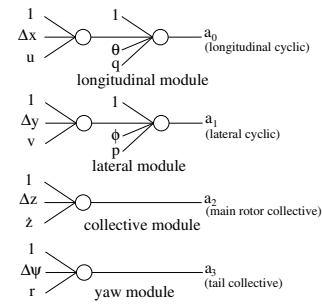 1
1
Δx
a0
(longitudinal cyclic)
θ
u
q
longitudinal module
1
1
Δy
a1
(lateral cyclic)
ϕ
v
p
lateral module
1
Δz
a2
(main rotor collective)
ż
collective module
1
Δψ
a3
(tail collective)
r
yaw module